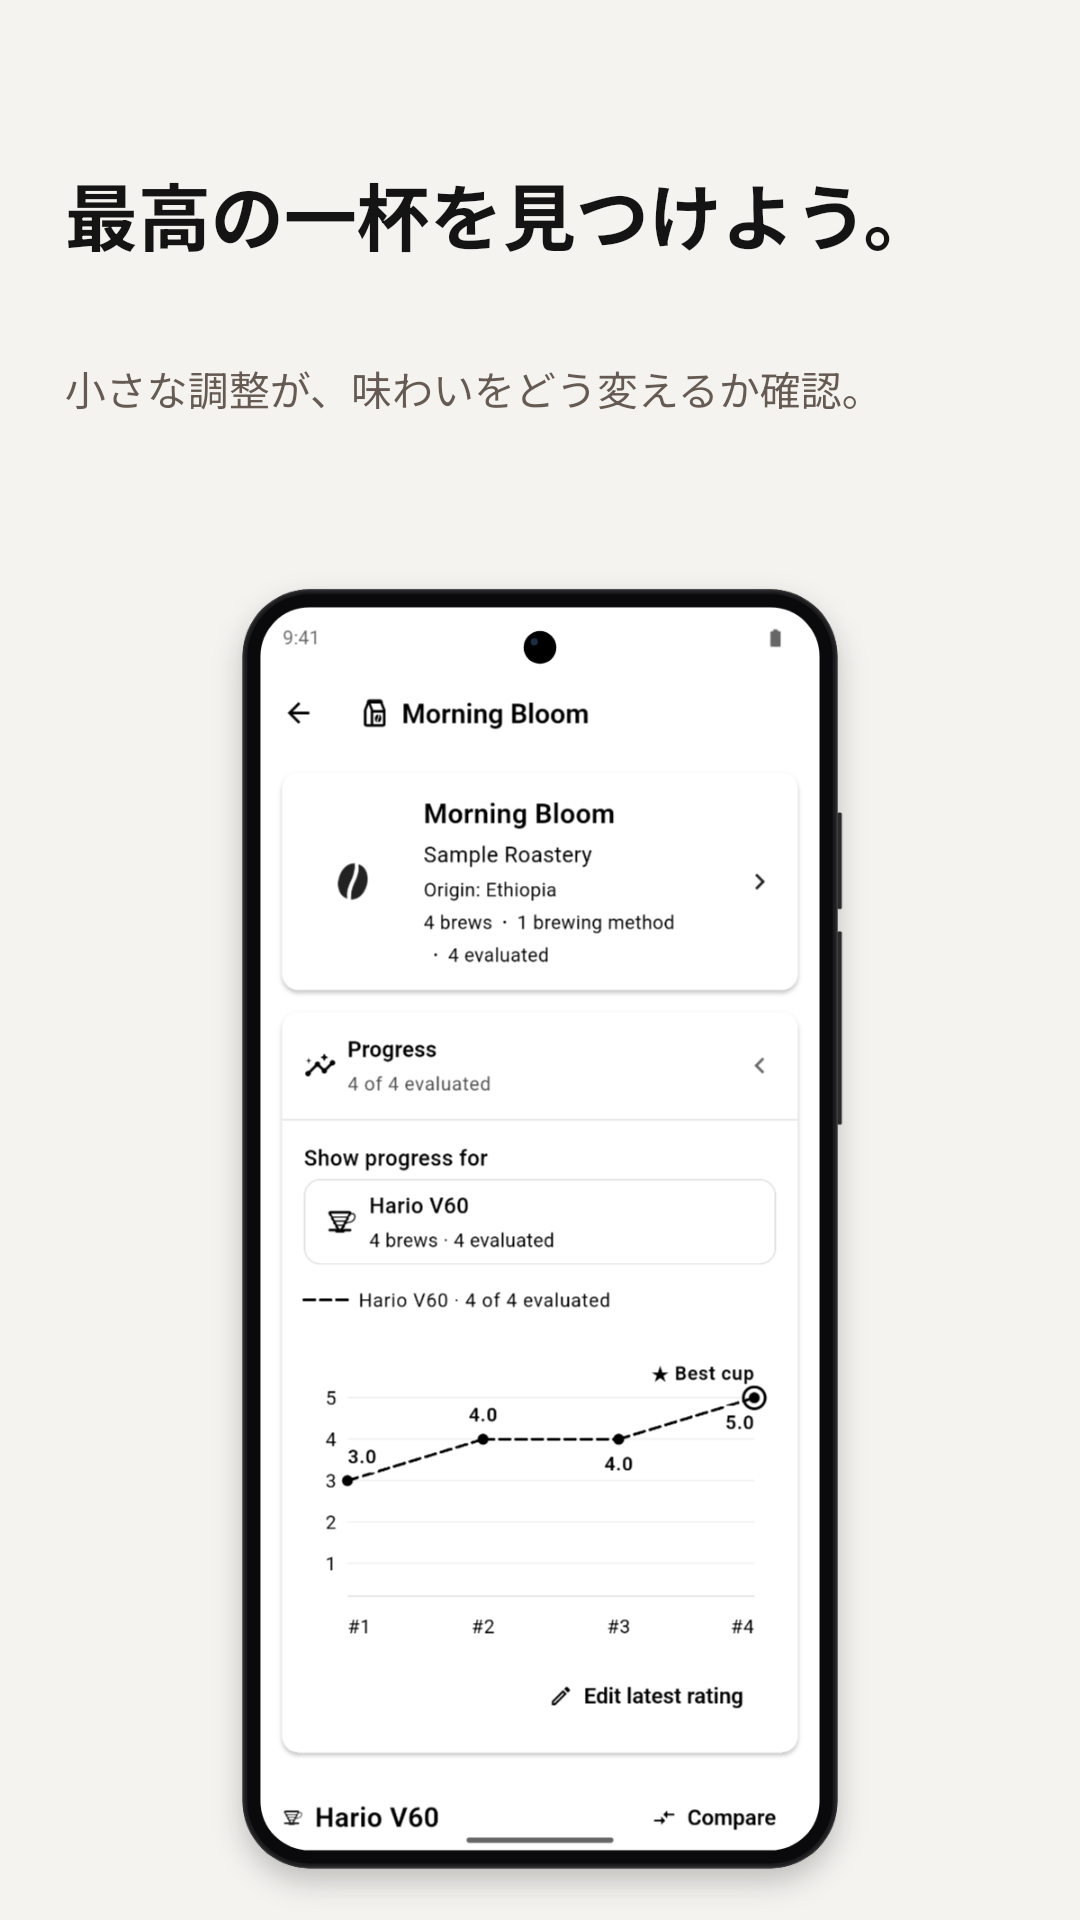 最高の一杯を見つけよう。
小さな調整が、味わいをどう変えるか確認。
9:41
Morning Bloom
Morning Bloom
Sample Roastery
Origin: Ethiopia
4 brews · 1 brewing method
· 4 evaluated
Progress
4 of 4 evaluated
Show progress for
Hario V60
4 brews · 4 evaluated
Hario V60 · 4 of 4 evaluated
★ Best cup
5
4.0
5.0
4
3.0
4.0
3
2
1
#1 #2 #3 #4
Edit latest rating
Hario V60
Compare